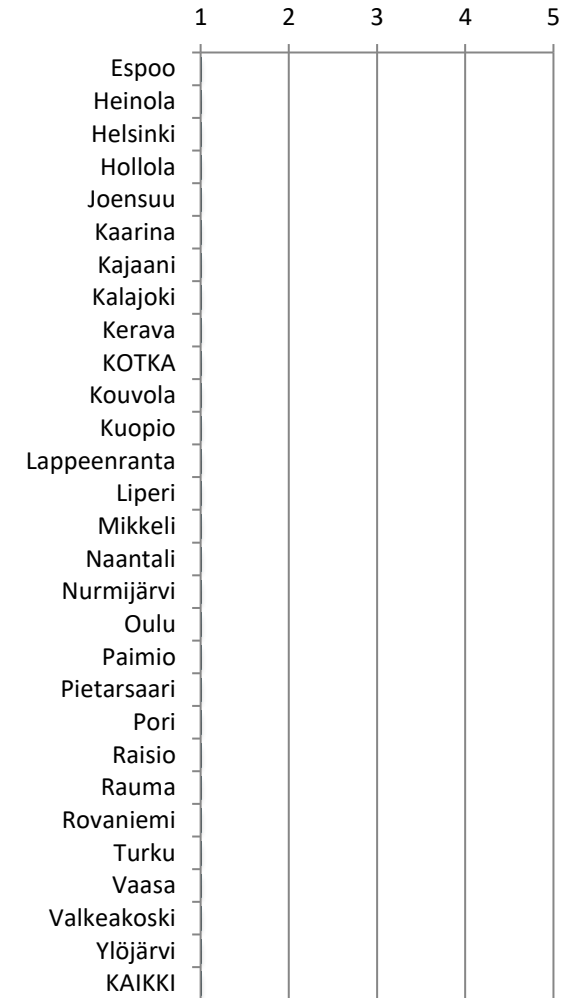 1 2 3 4 5
Espoo
Heinola
Helsinki
Hollola
Joensuu
Kaarina
Kajaani
Kalajoki
Kerava
KOTKA
Kouvola
Kuopio
Lappeenranta
Liperi
Mikkeli
Naantali
Nurmijärvi
Oulu
Paimio
Pietarsaari
Pori
Raisio
Rauma
Rovaniemi
Turku
Vaasa
Valkeakoski
Ylöjärvi
KAIKKI